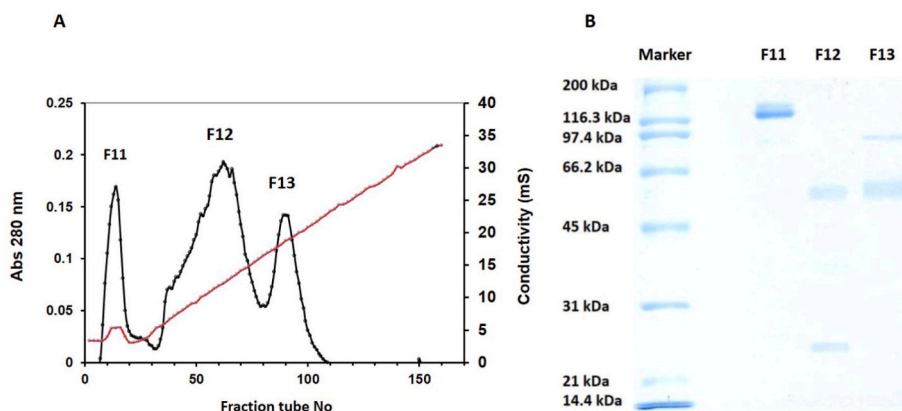 A
B
Marker F11 F12 F13
0.25
0.2
0.15
0.1
0.05
0
Abs 280 nm
F11
F12
F13
40
35
30
25
20
15
10
5
0
Conductivity (mS)
0 50 100 150
Fraction tube No
200 kDa
116.3 kDa
97.4 kDa
66.2 kDa
45 kDa
31 kDa
21 kDa
14.4 kDa